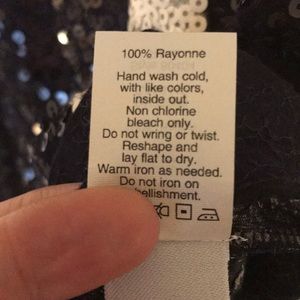 100% Rayonne
Hand wash cold,
with like colors,
inside out.
Non chlorine
bleach only.
Do not wring or twist.
Reshape and
lay flat to dry.
Warm iron as needed.
Do not iron on
bellishment.